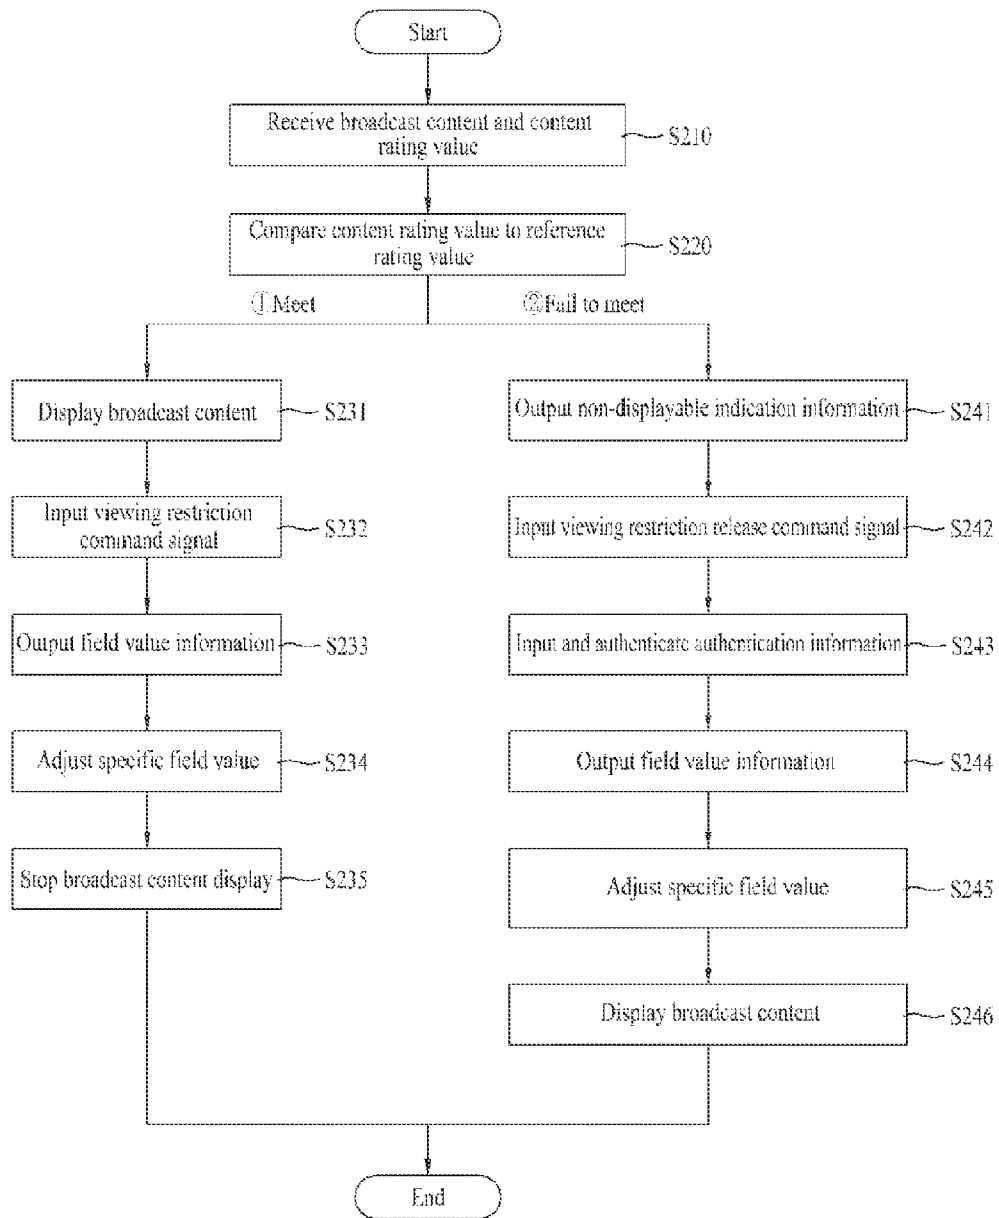 Start
Receive broadcast content and content
rating value
S210
Compare content rating value to reference
rating value
S220
①Meet
②Fail to meet
Display broadcast content
S231
Input viewing restriction
command signal
S232
Output field value information
S233
Adjust specific field value
S234
Stop broadcast content display
S235
Output non-displayable indication information
S241
Input viewing restriction release command signal
S242
Input and authenticate authentication information
S243
Output field value information
S244
Adjust specific field value
S245
Display broadcast content
S246
End